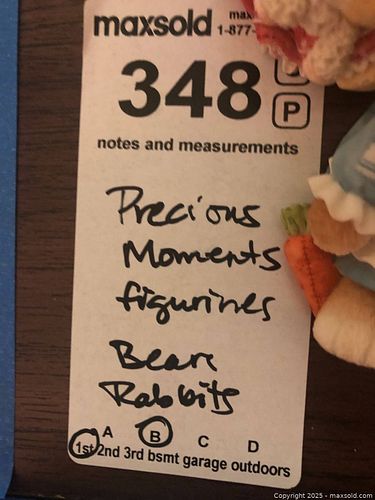 maxsold
1-877-
348
P
notes and measurements
Precious
Moments
figurines
Bears
Rabbits
A B C D
1st 2nd 3rd bsmt garage outdoors
Copyright 2025 - maxsold.com